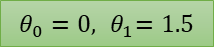 θ₀ = 0, θ₁= 1.5